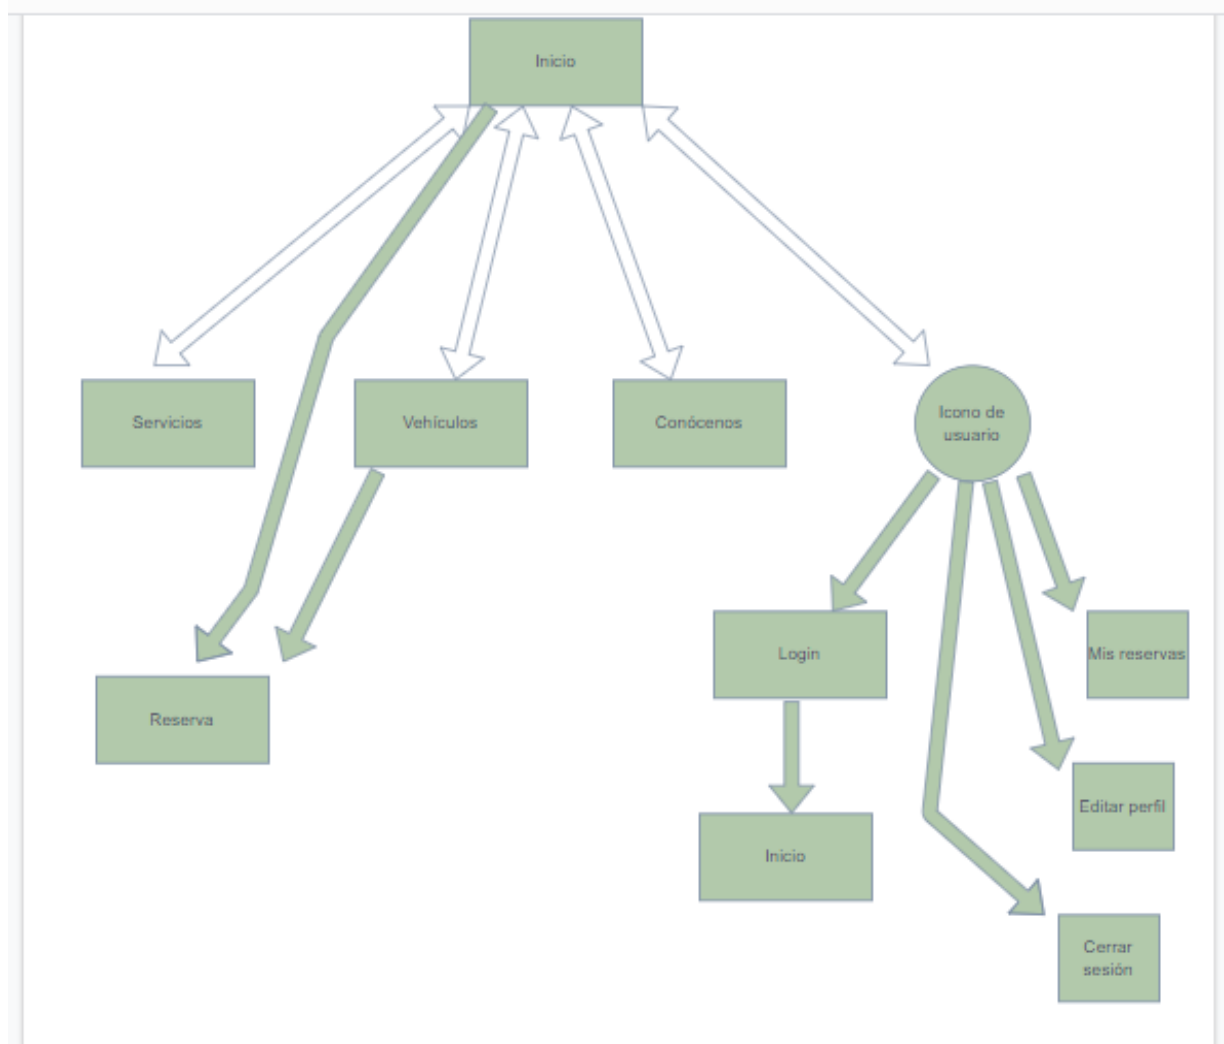 Inicio
Servicios
Vehículos
Conócenos
Icono de
usuario
Login
Mis reservas
Reserva
Editar perfil
Inicio
Cerrar
sesión